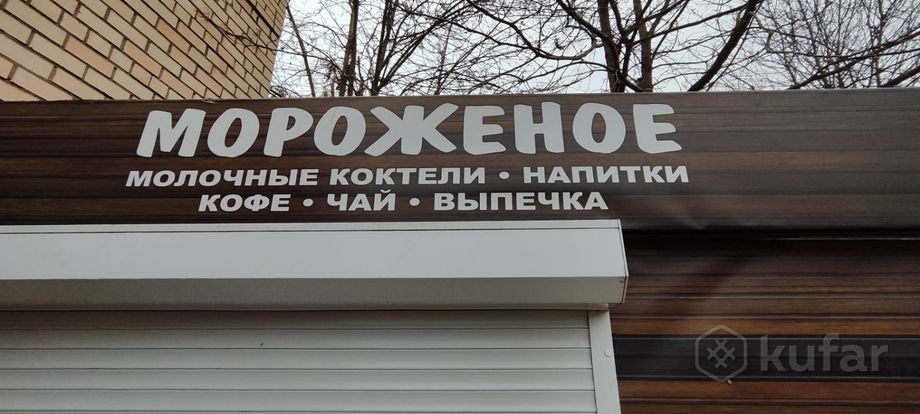 МОРОЖЕНОЕ
МОЛОЧНЫЕ КОКТЕЛИ • НАПИТКИ
КОФЕ • ЧАЙ • ВЫПЕЧКА
kufar